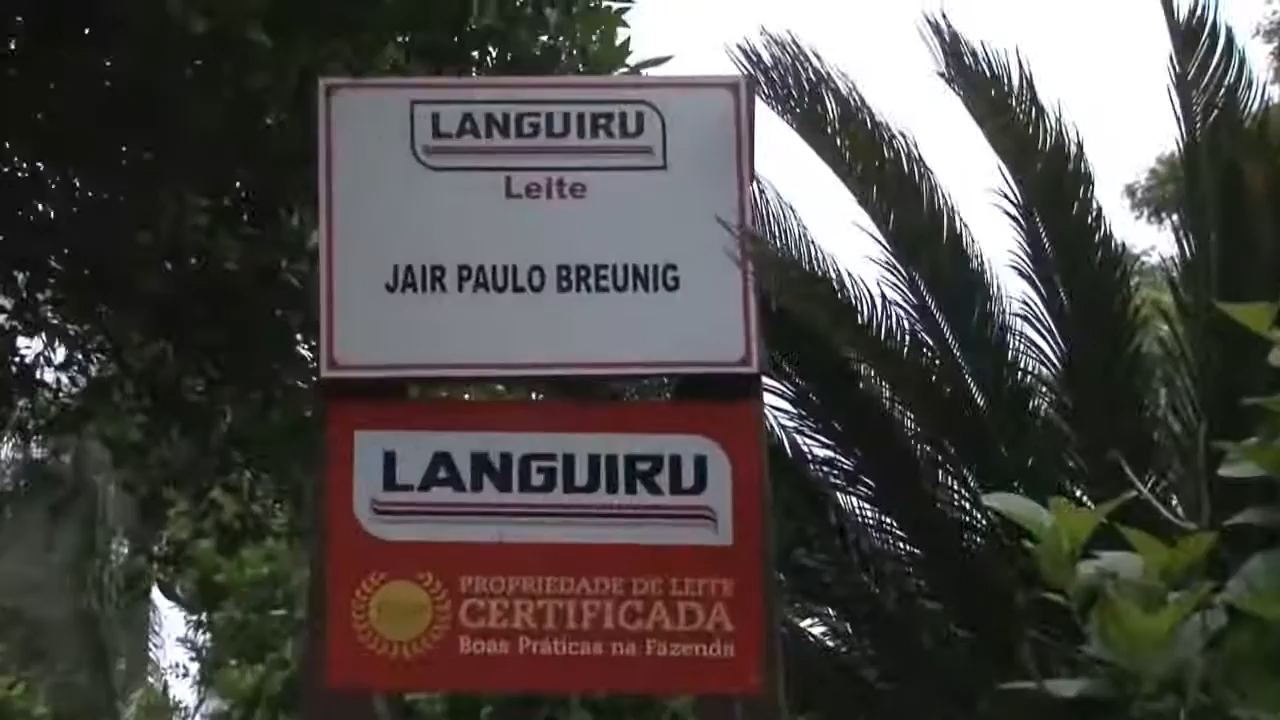 LANGUIRU
Leite
JAIR PAULO BREUNIG
LANGUIRU
PROPRIEDADE DE LEITE
CERTIFICADA
Boas Práticas na Fazenda